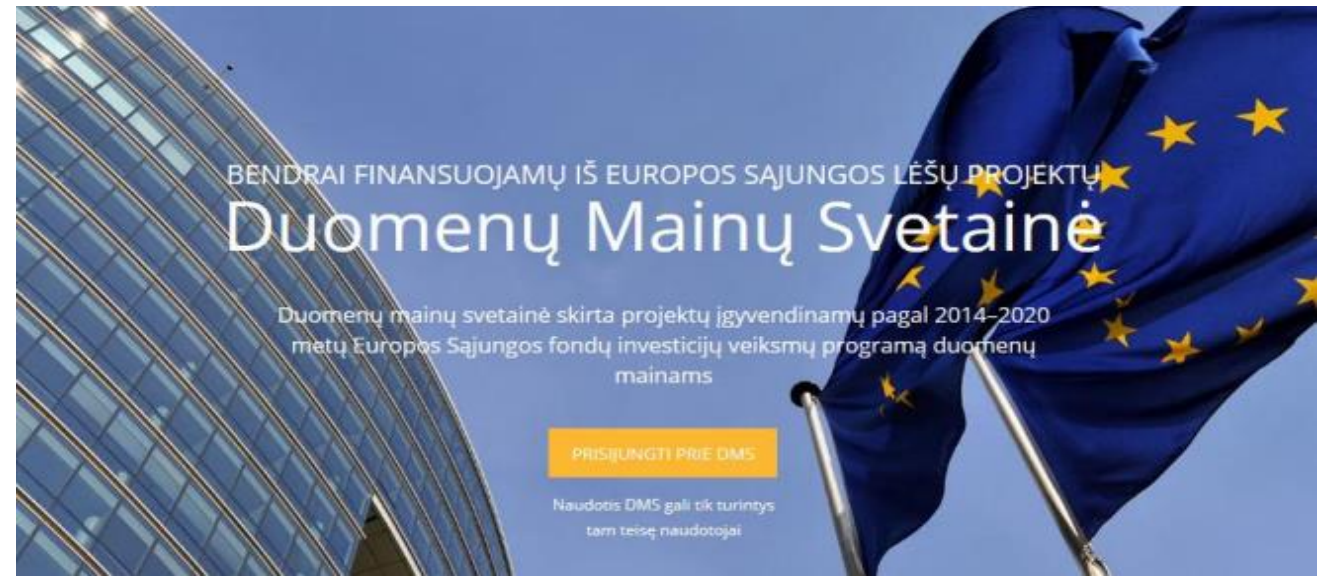 BENDRAI FINANSUOJAMŲ IŠ EUROPOS SĄJUNGOS LĖŠŲ PROJEKTŲ
Duomenų Mainų Svetainė
Duomenų mainų svetainė skirta projektų įgyvendinamų pagal 2014–2020
metų Europos Sąjungos fondų investicijų veiksmų programą duomenų
mainams
PRISIJUNGTI PRIE DMS
Naudotis DMS gali tik turintys
tam teisę naudotojai